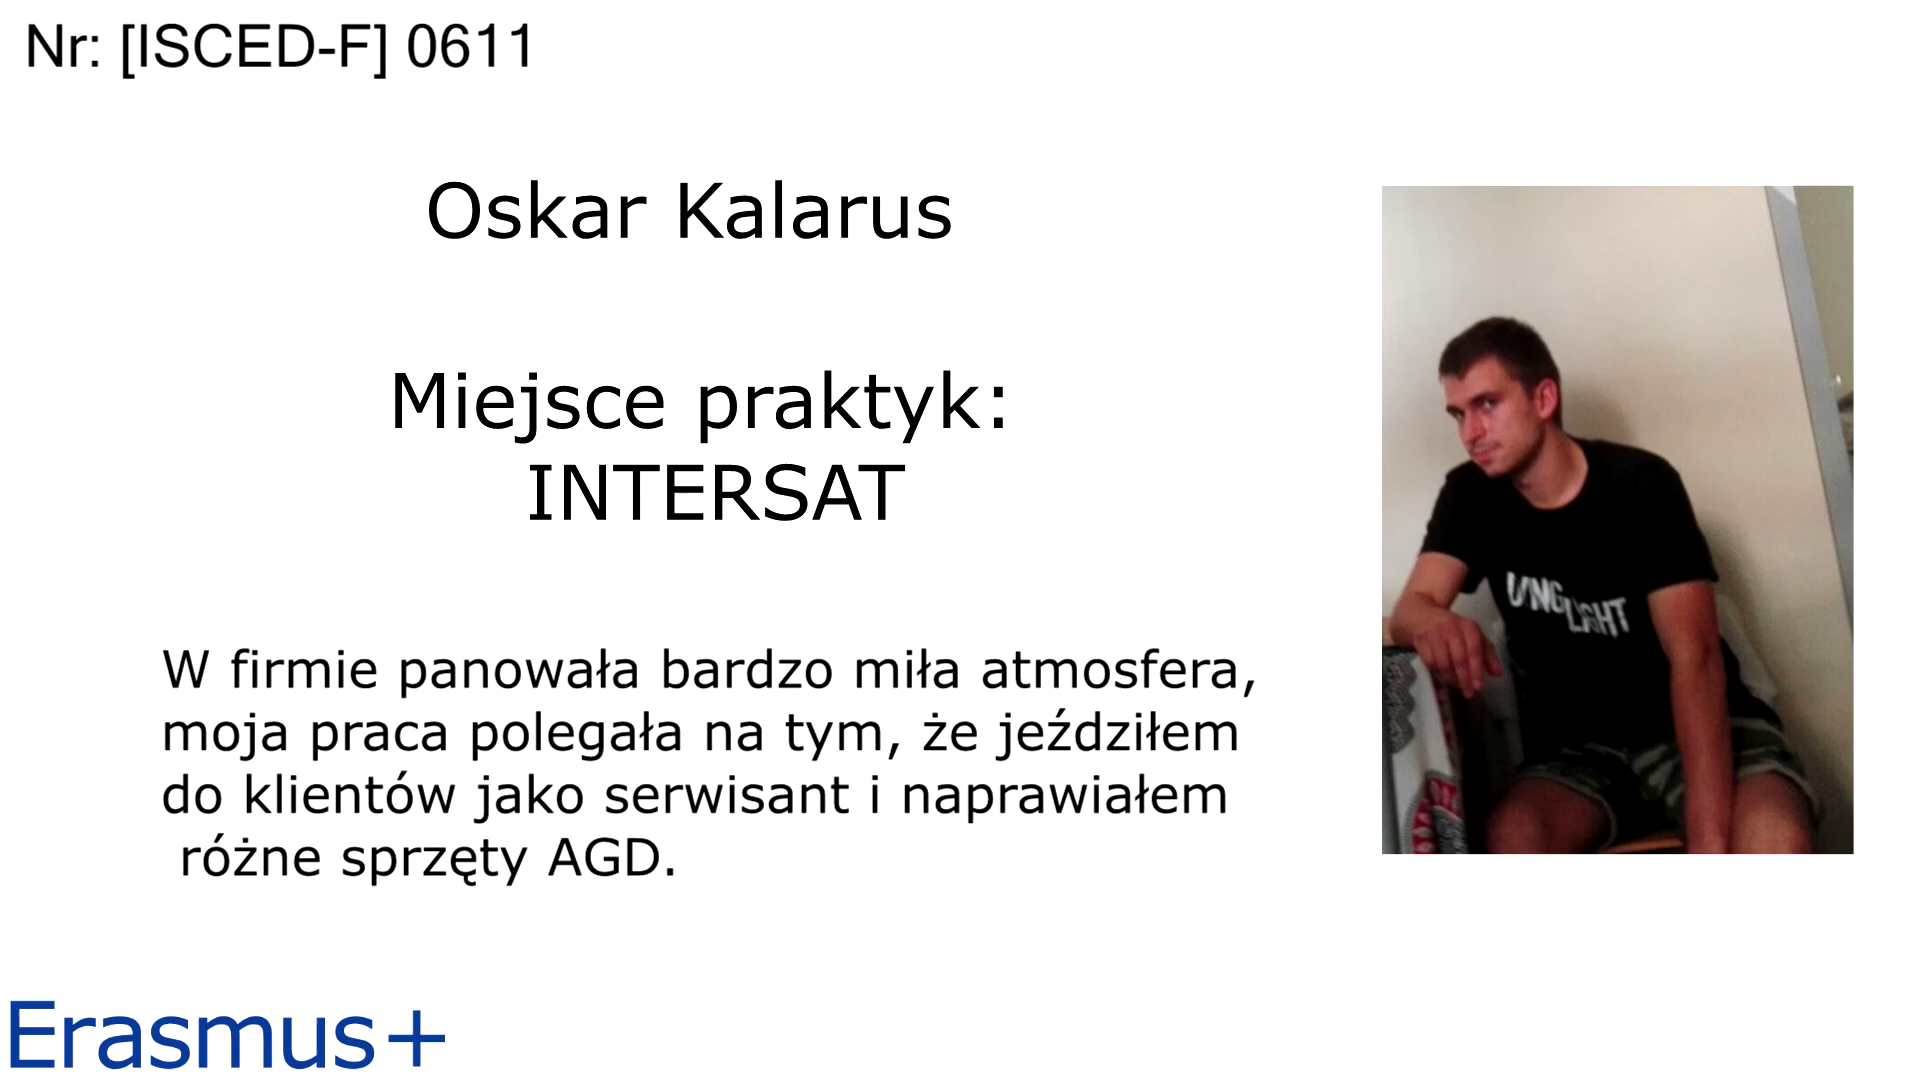 Nr: [ISCED-F] 0611
Oskar Kalarus
Miejsce praktyk:
INTERSAT
W firmie panowała bardzo miła atmosfera,
moja praca polegała na tym, że jeździłem
do klientów jako serwisant i naprawiałem
różne sprzęty AGD.
LIGHT
Erasmus+